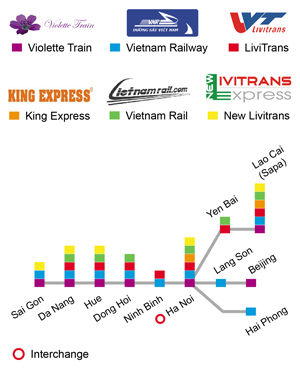 Violette Train
VNR
ĐƯỜNG SẮT VIỆT NAM
VT
Livitrans
Violette Train
Vietnam Railway
LiviTrans
KING EXPRESS
Vietnamrail.com
NEW LIVITRANS
Express
King Express
Vietnam Rail
New Livitrans
Lao Cai
(Sapa)
Yen Bai
Sai Gon
Da Nang
Hue
Dong Hoi
Ninh Binh
Ha Noi
Lang Son
Beijing
Hai Phong
Interchange